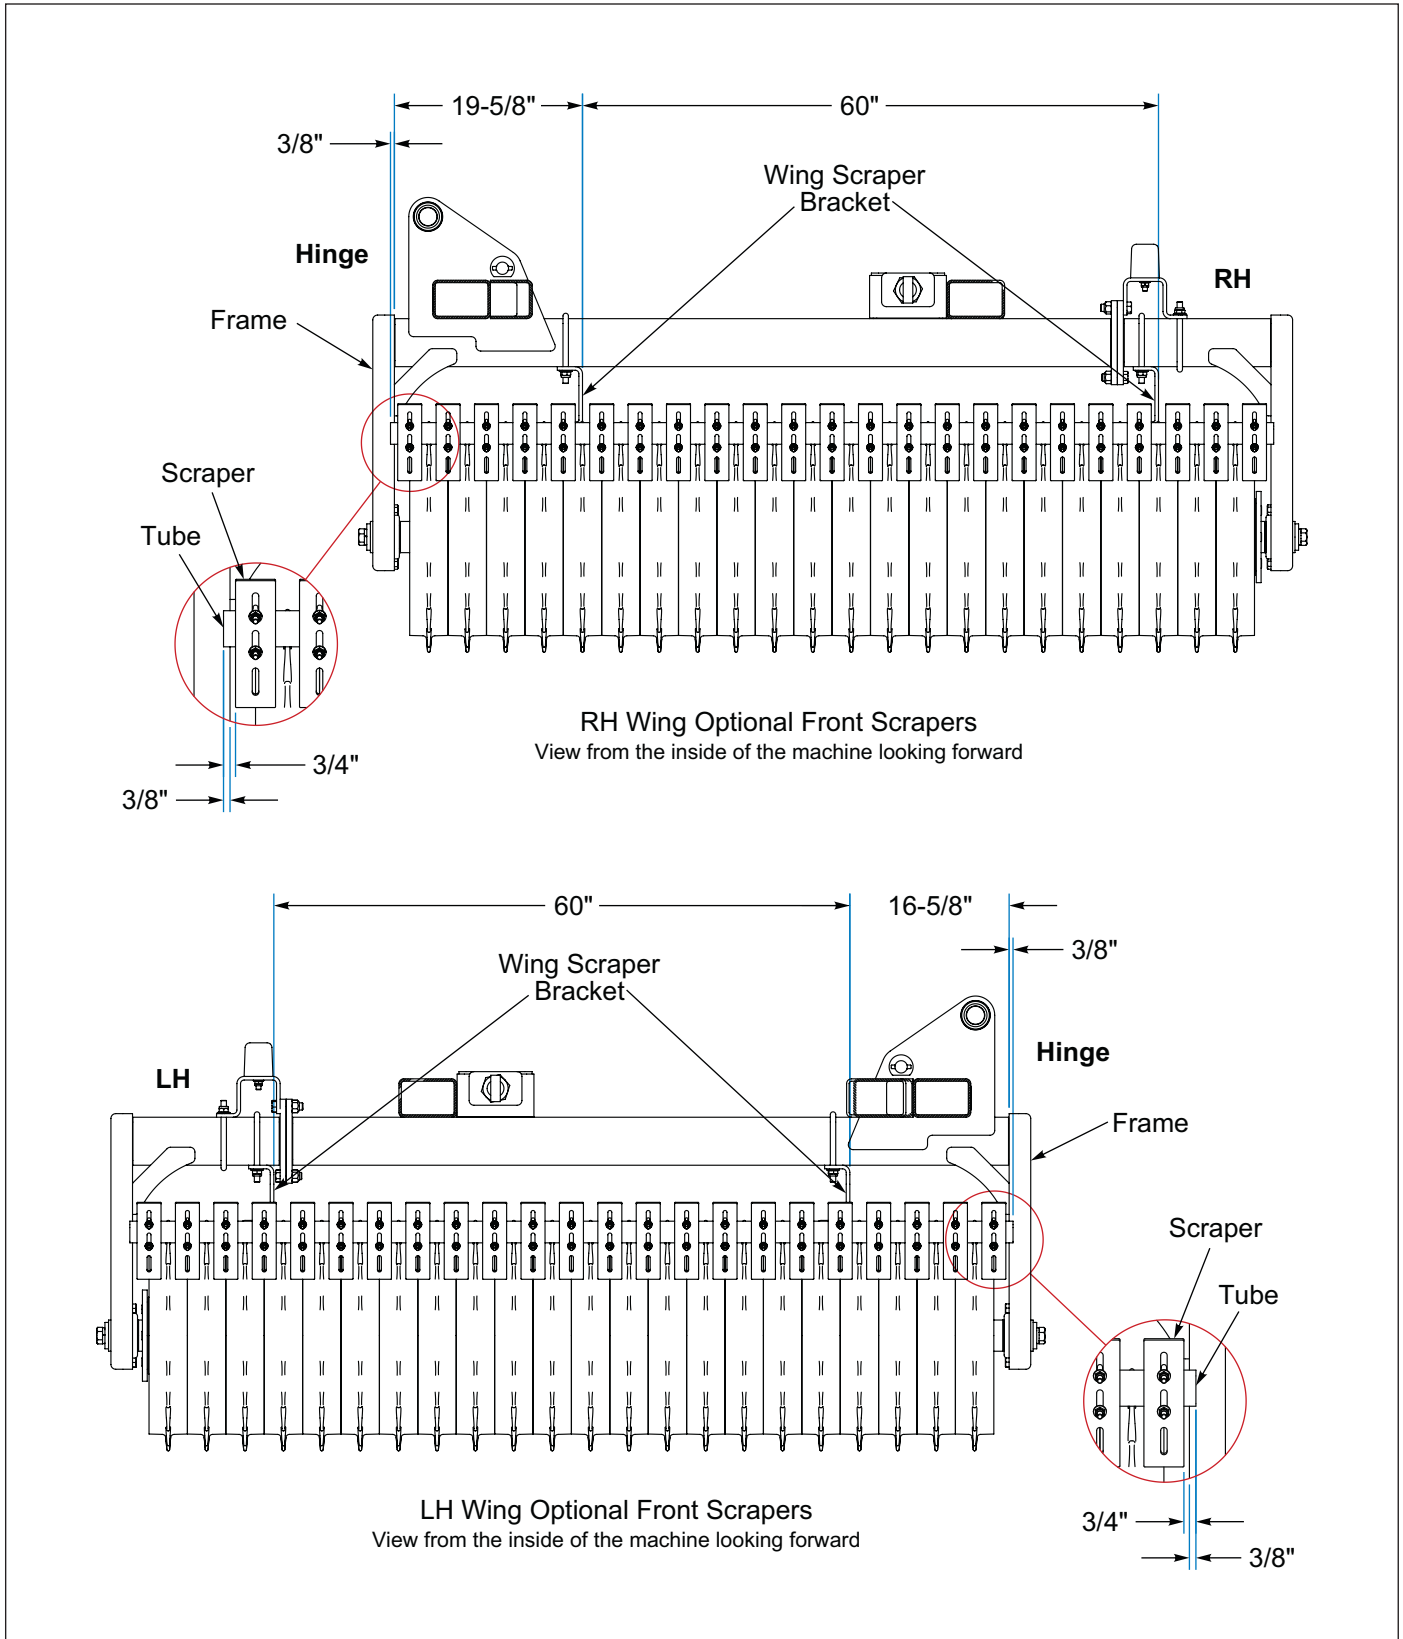 19-5/8"
60"
3/8"
Wing Scraper
Bracket
Hinge
RH
Frame
Scraper
Tube
3/4"
3/8"
RH Wing Optional Front Scrapers
View from the inside of the machine looking forward
60"
16-5/8"
3/8"
Wing Scraper
Bracket
LH
Hinge
Frame
Scraper
Tube
3/4"
3/8"
LH Wing Optional Front Scrapers
View from the inside of the machine looking forward